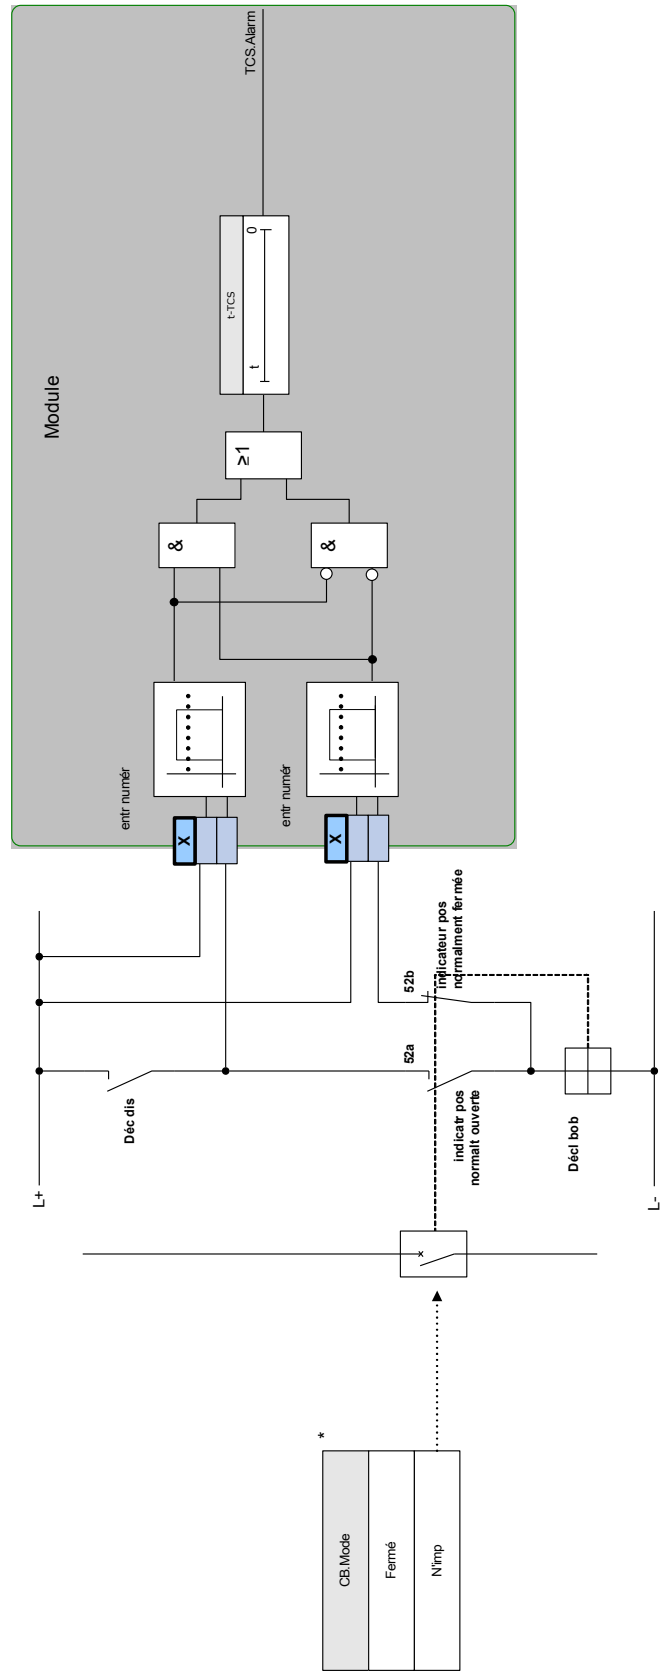 TCS.Alarm
Module
t-TCS
t
0
≥1
&
&
entr numér
entr numér
X
X
L+
Déc dis
52a
52b
indicateur pos
normalment fermée
indicatr pos
normalt ouverte
Décl bob
L-
*
CB.Mode
Fermé
N'imp